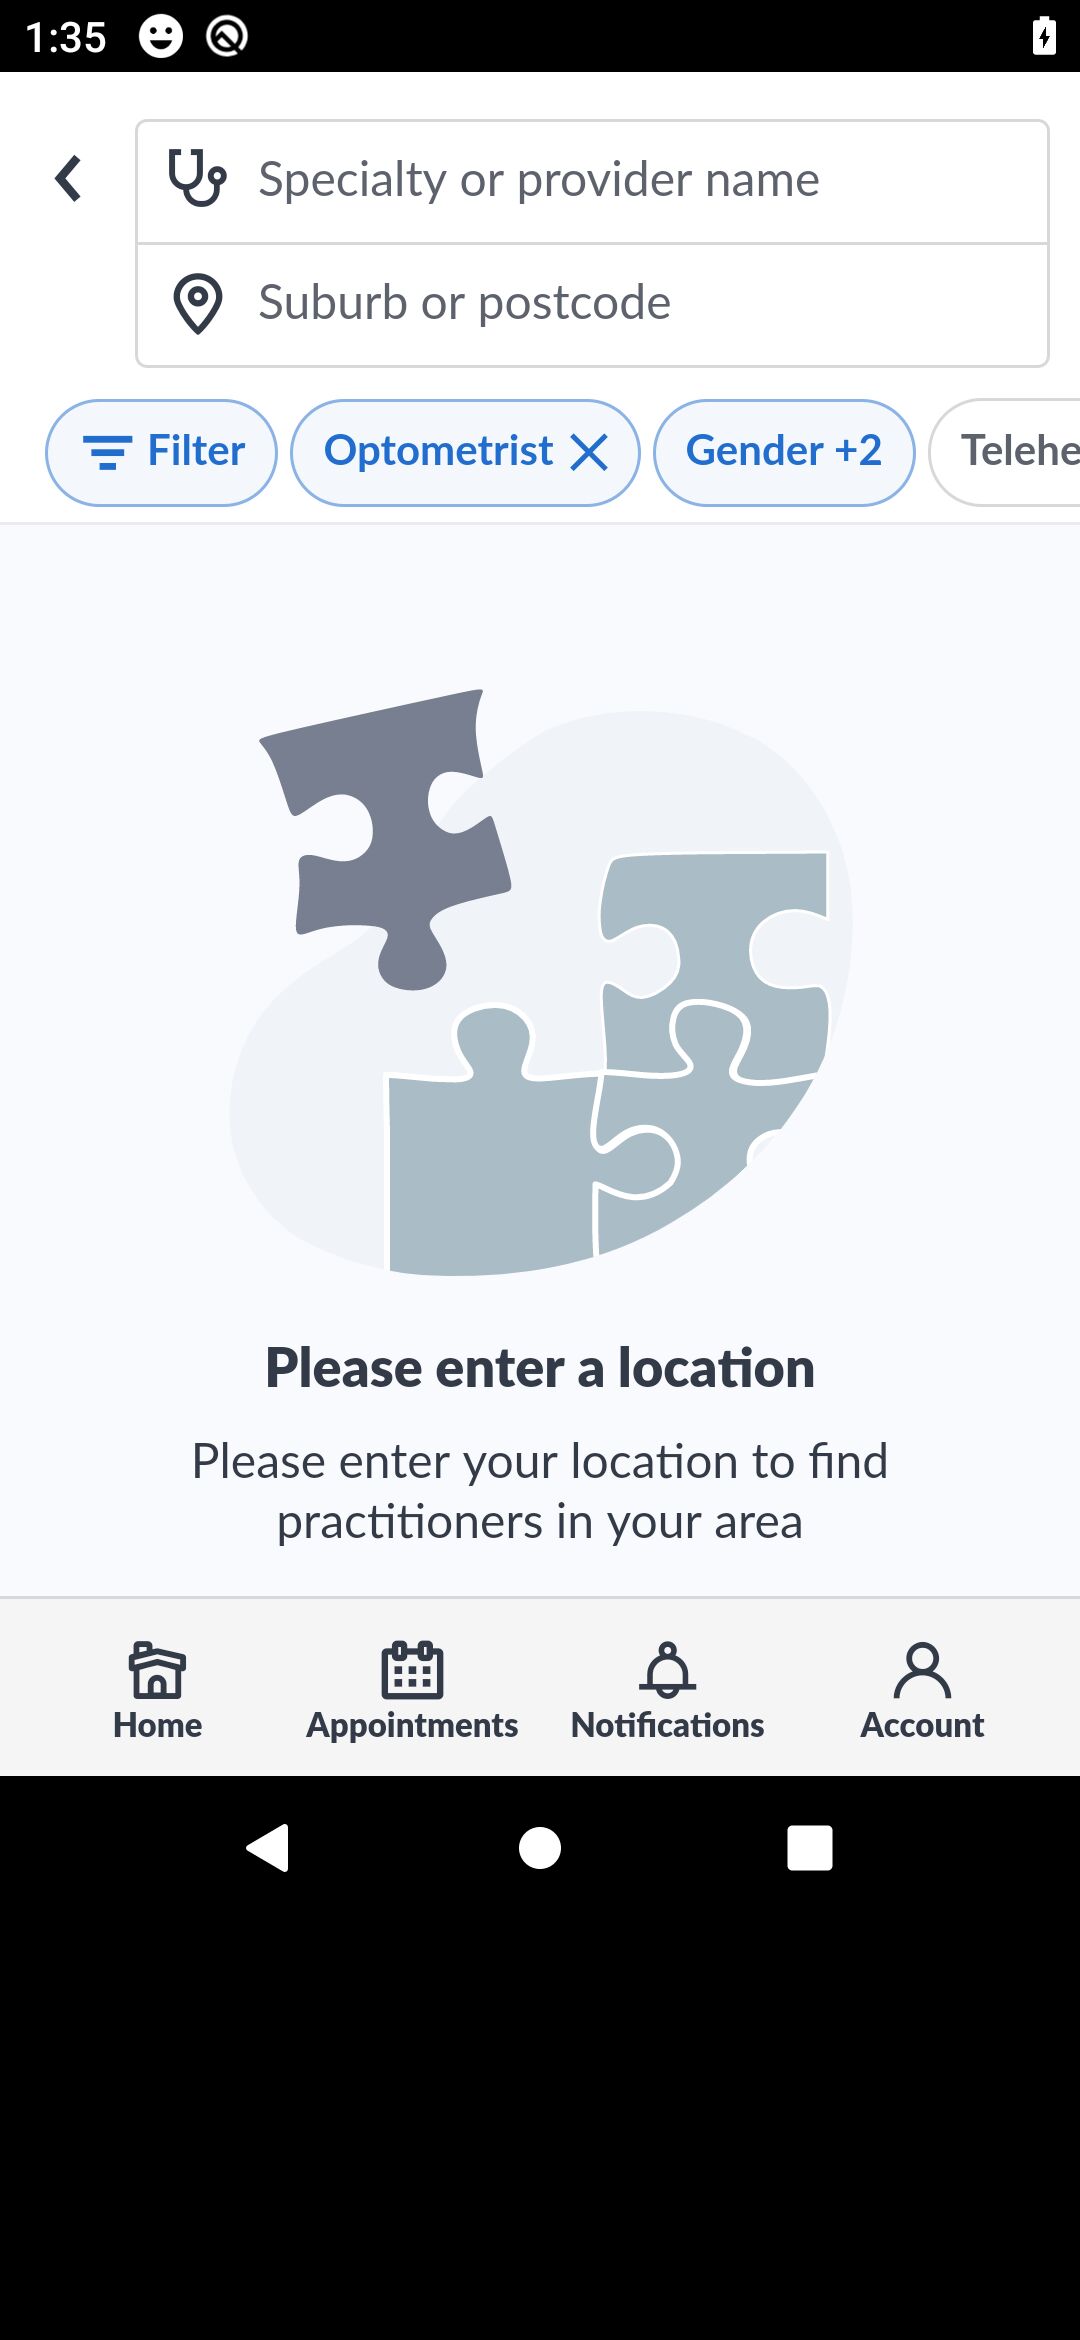 1:35
Specialty or provider name
Suburb or postcode
Filter
Optometrist
Gender +2
Telehe
Please enter a location
Please enter your location to find
practitioners in your area
Home
Appointments
Notifications
Account